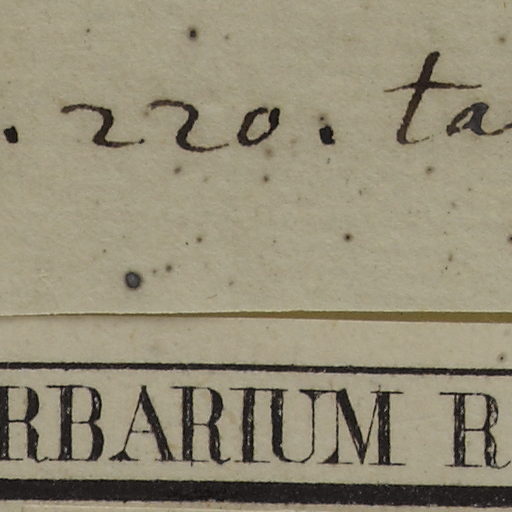 . 220. ta
RBARIUM R